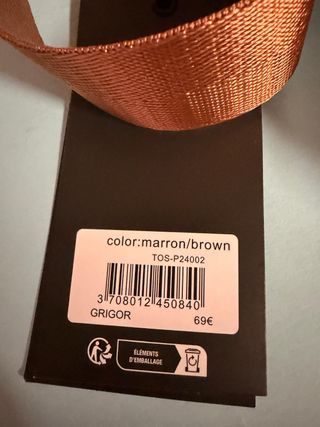 color:marron/brown
TOS-P24002
3 708012 450840
GRIGOR 69€
ÉLÉMENTS
D'EMBALLAGE